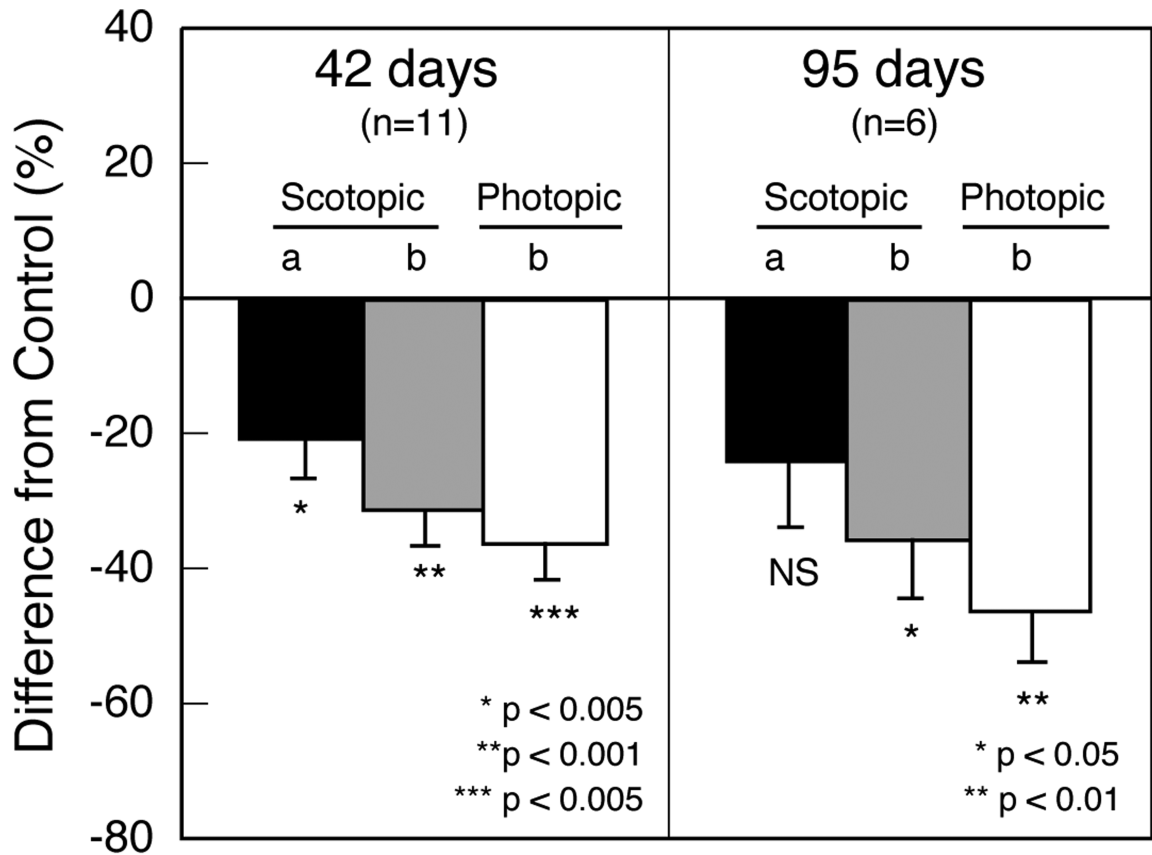 Difference from Control (%)
40
20
0
-20
-40
-60
-80
42 days
(n=11)
Scotopic Photopic
a b b
*
**
***
* p < 0.005
**p < 0.001
*** p < 0.005
95 days
(n=6)
Scotopic Photopic
a b b
NS
*
**
* p < 0.05
** p < 0.01